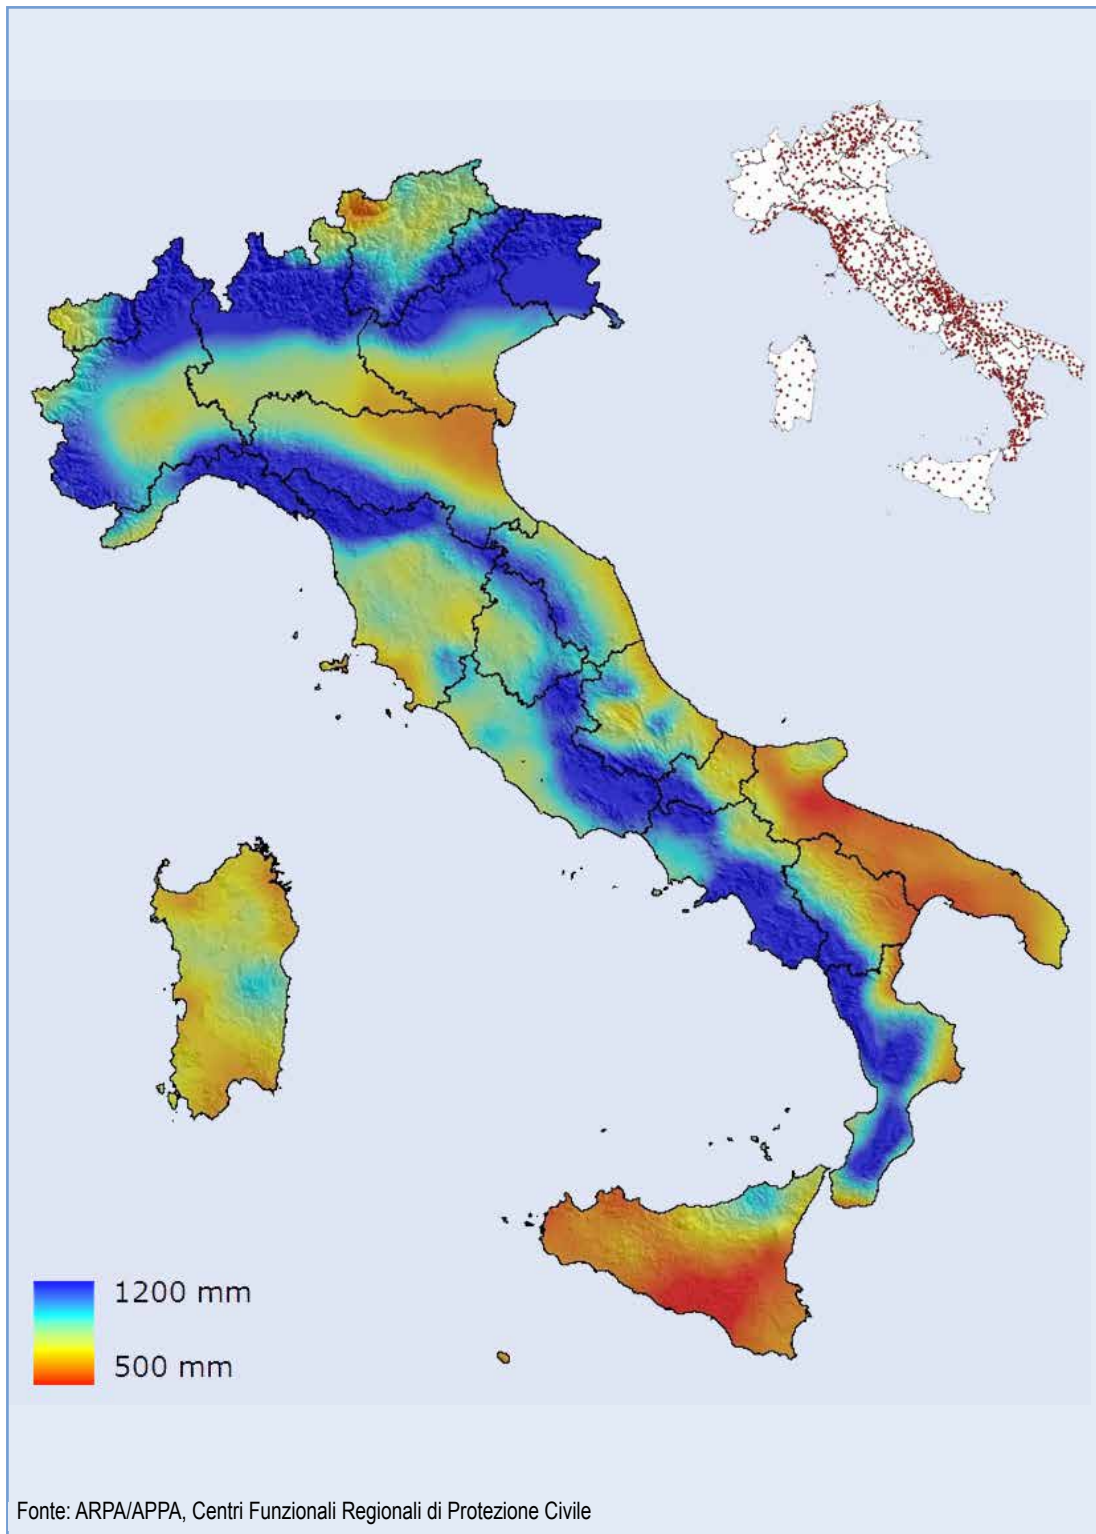 1200 mm
500 mm
Fonte: ARPA/APPA, Centri Funzionali Regionali di Protezione Civile